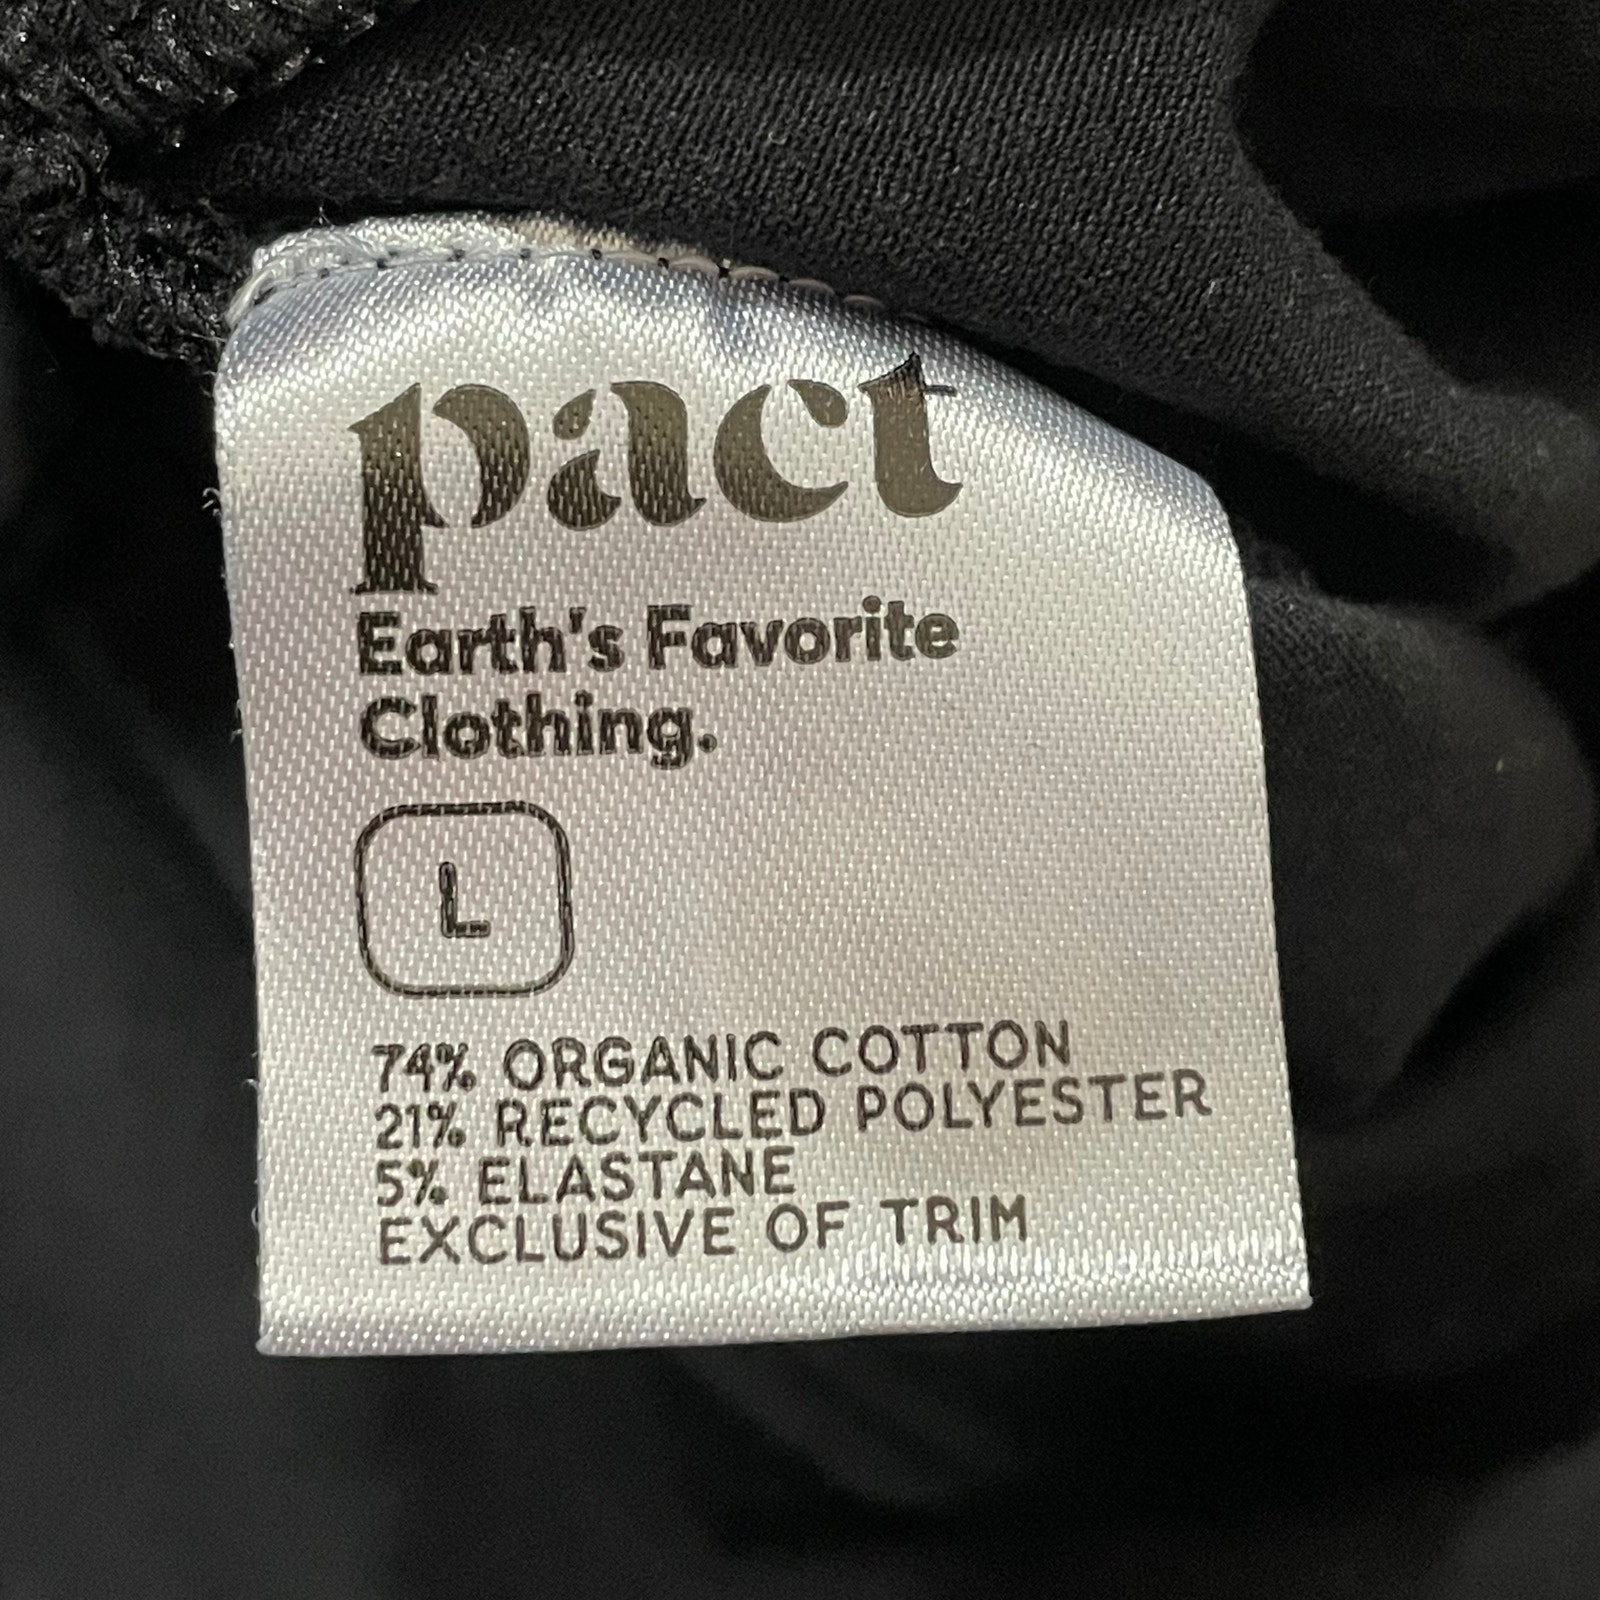 pact
Earth's Favorite
Clothing.
L
74% ORGANIC COTTON
21% RECYCLED POLYESTER
5% ELASTANE
EXCLUSIVE OF TRIM